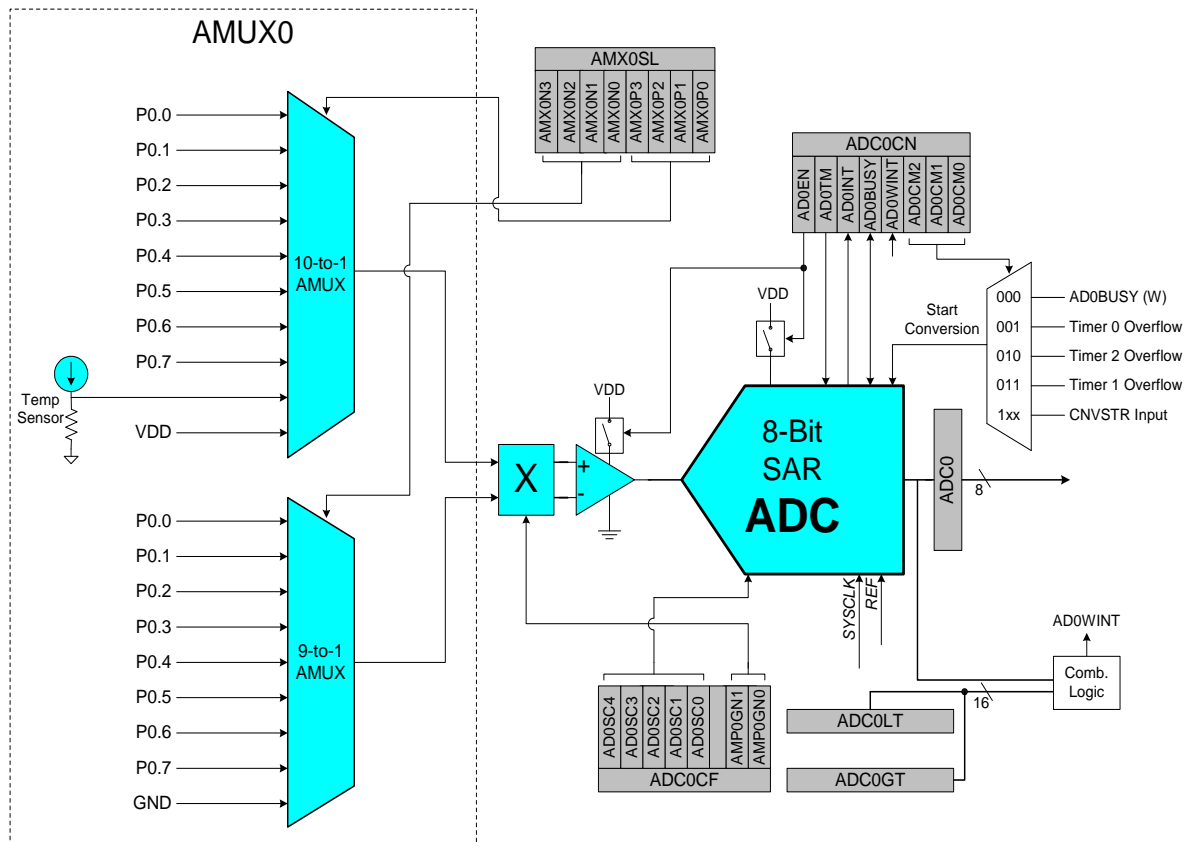 AMUX0
P0.0
P0.1
P0.2
P0.3
P0.4
P0.5
P0.6
P0.7
Temp
Sensor
VDD
10-to-1
AMUX
P0.0
P0.1
P0.2
P0.3
P0.4
P0.5
P0.6
P0.7
GND
9-to-1
AMUX
AMX0SL
AMX0N3
AMX0N2
AMX0N1
AMX0N0
AMX0P3
AMX0P2
AMX0P1
AMX0P0
ADC0CN
AD0EN
AD0TM
AD0INT
AD0BUSY
AD0WINT
AD0CM2
AD0CM1
AD0CM0
VDD
VDD
Start
Conversion
000
001
010
011
1xx
AD0BUSY (W)
Timer 0 Overflow
Timer 2 Overflow
Timer 1 Overflow
CNVSTR Input
X
+
-
8-Bit
SAR
ADC
ADC0
8
SYSCLK
REF
AD0WINT
Comb.
Logic
16
ADC0LT
ADC0GT
AD0SC4
AD0SC3
AD0SC2
AD0SC1
AD0SC0
AMP0GN1
AMP0GN0
ADC0CF